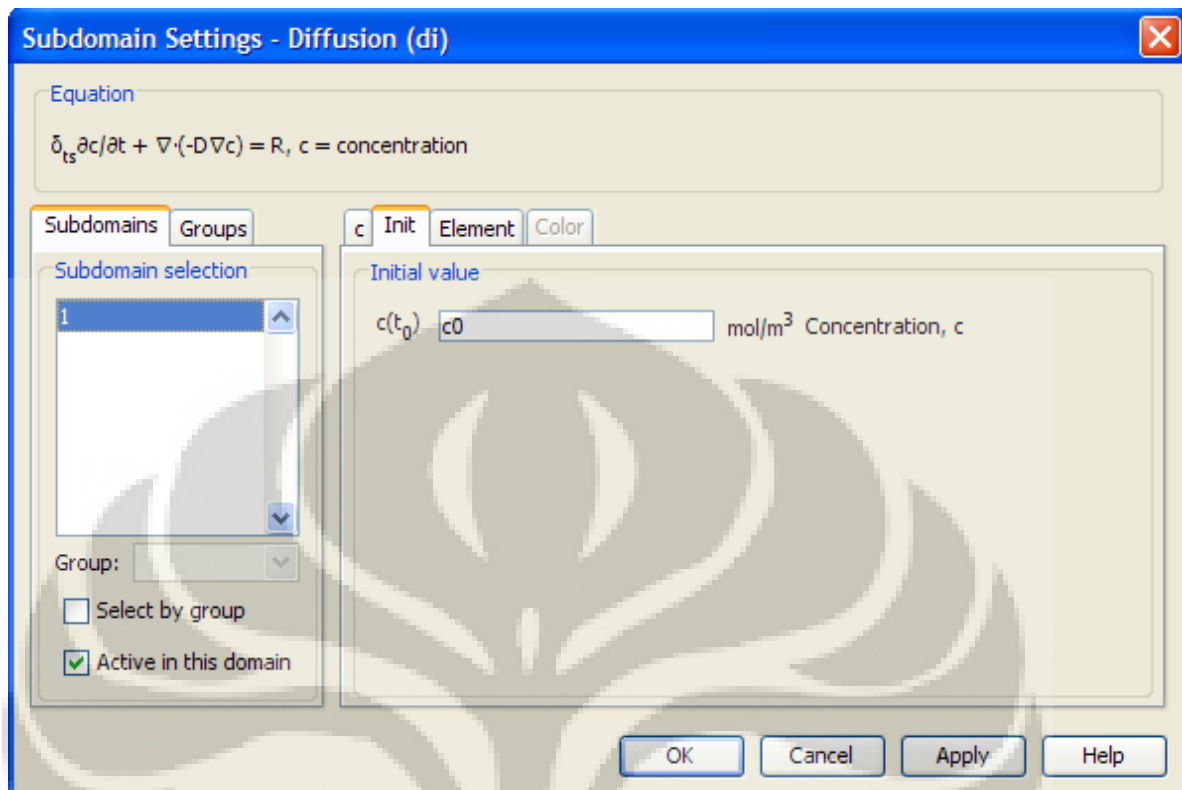 Subdomain Settings - Diffusion (di)
Equation
δts∂c/∂t + ∇·(-D∇c) = R, c = concentration
Subdomains Groups
c Init Element Color
Subdomain selection
1
Group:
Select by group
Active in this domain
Initial value
c(t0) c0 mol/m³ Concentration, c
OK Cancel Apply Help